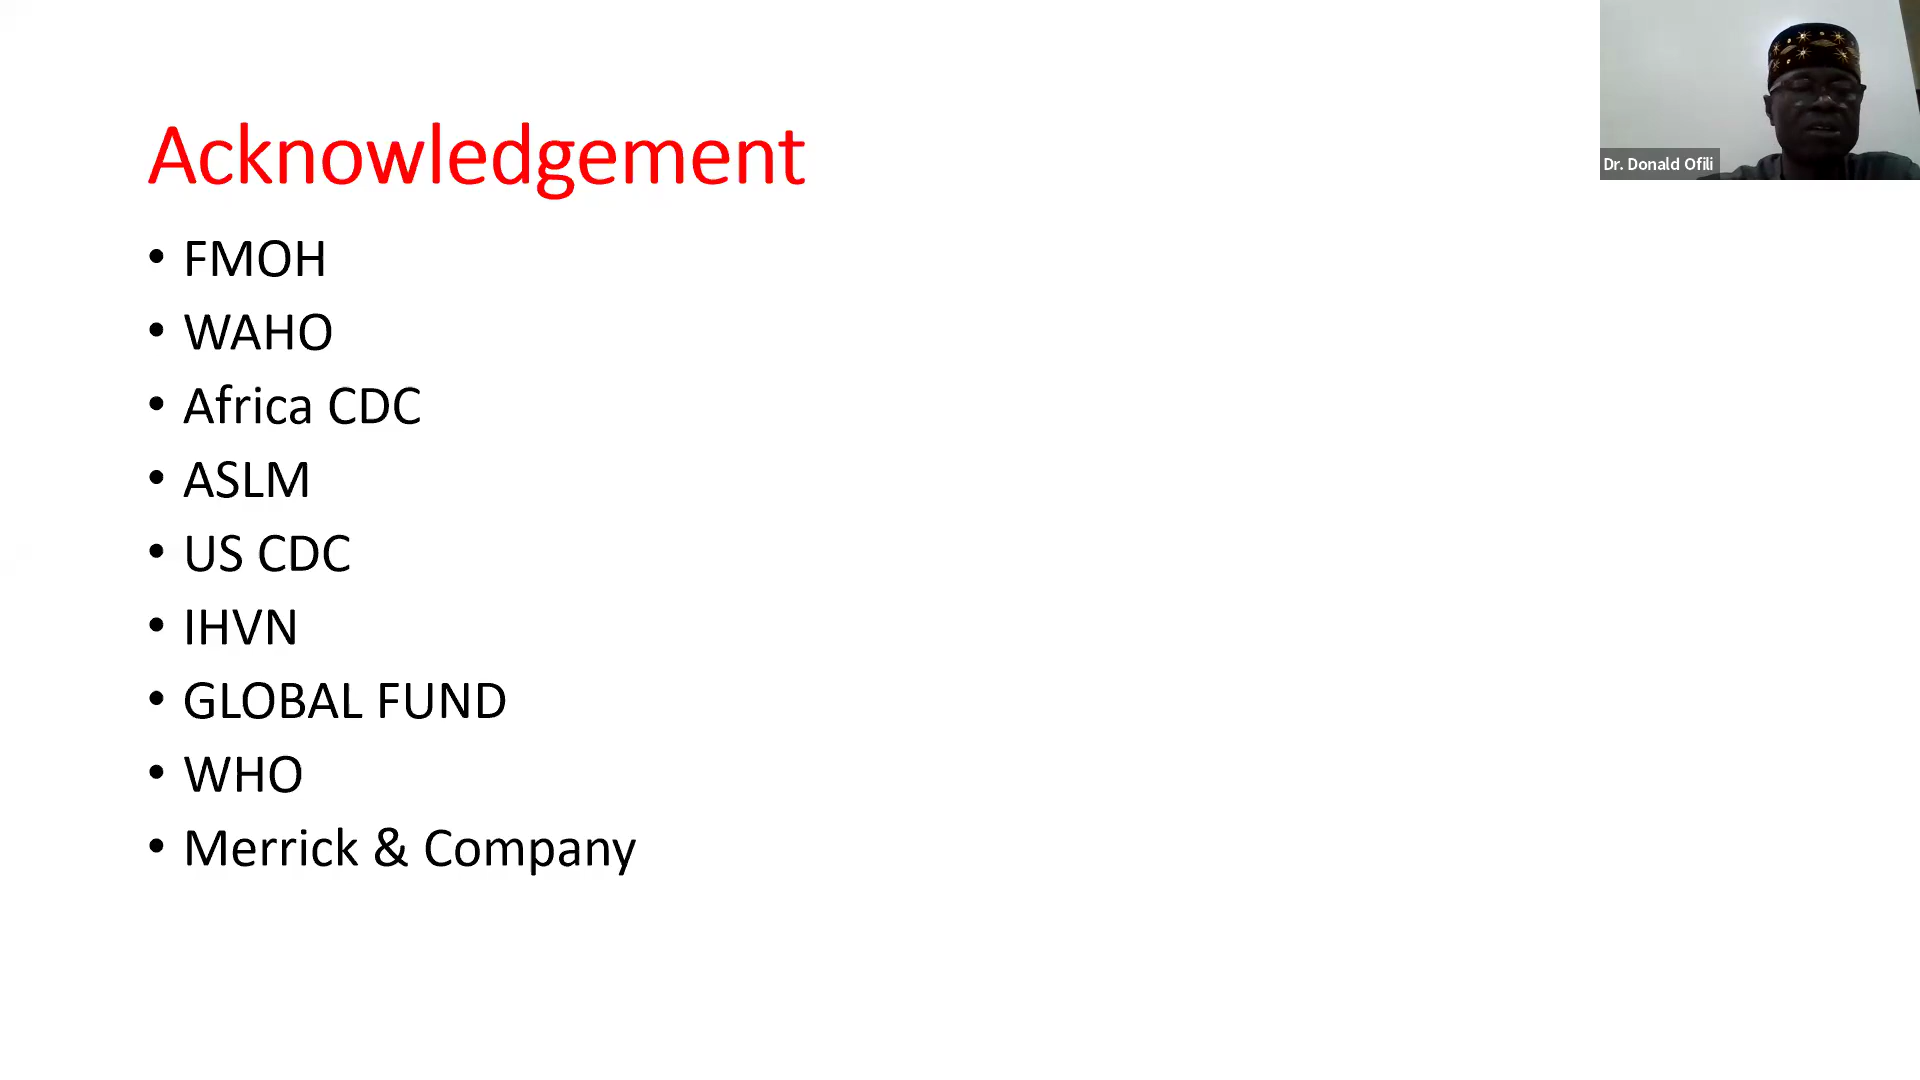 Acknowledgement
• FMOH
• WAHO
• Africa CDC
• ASLM
• US CDC
• IHVN
• GLOBAL FUND
• WHO
• Merrick & Company
Dr. Donald Ofili